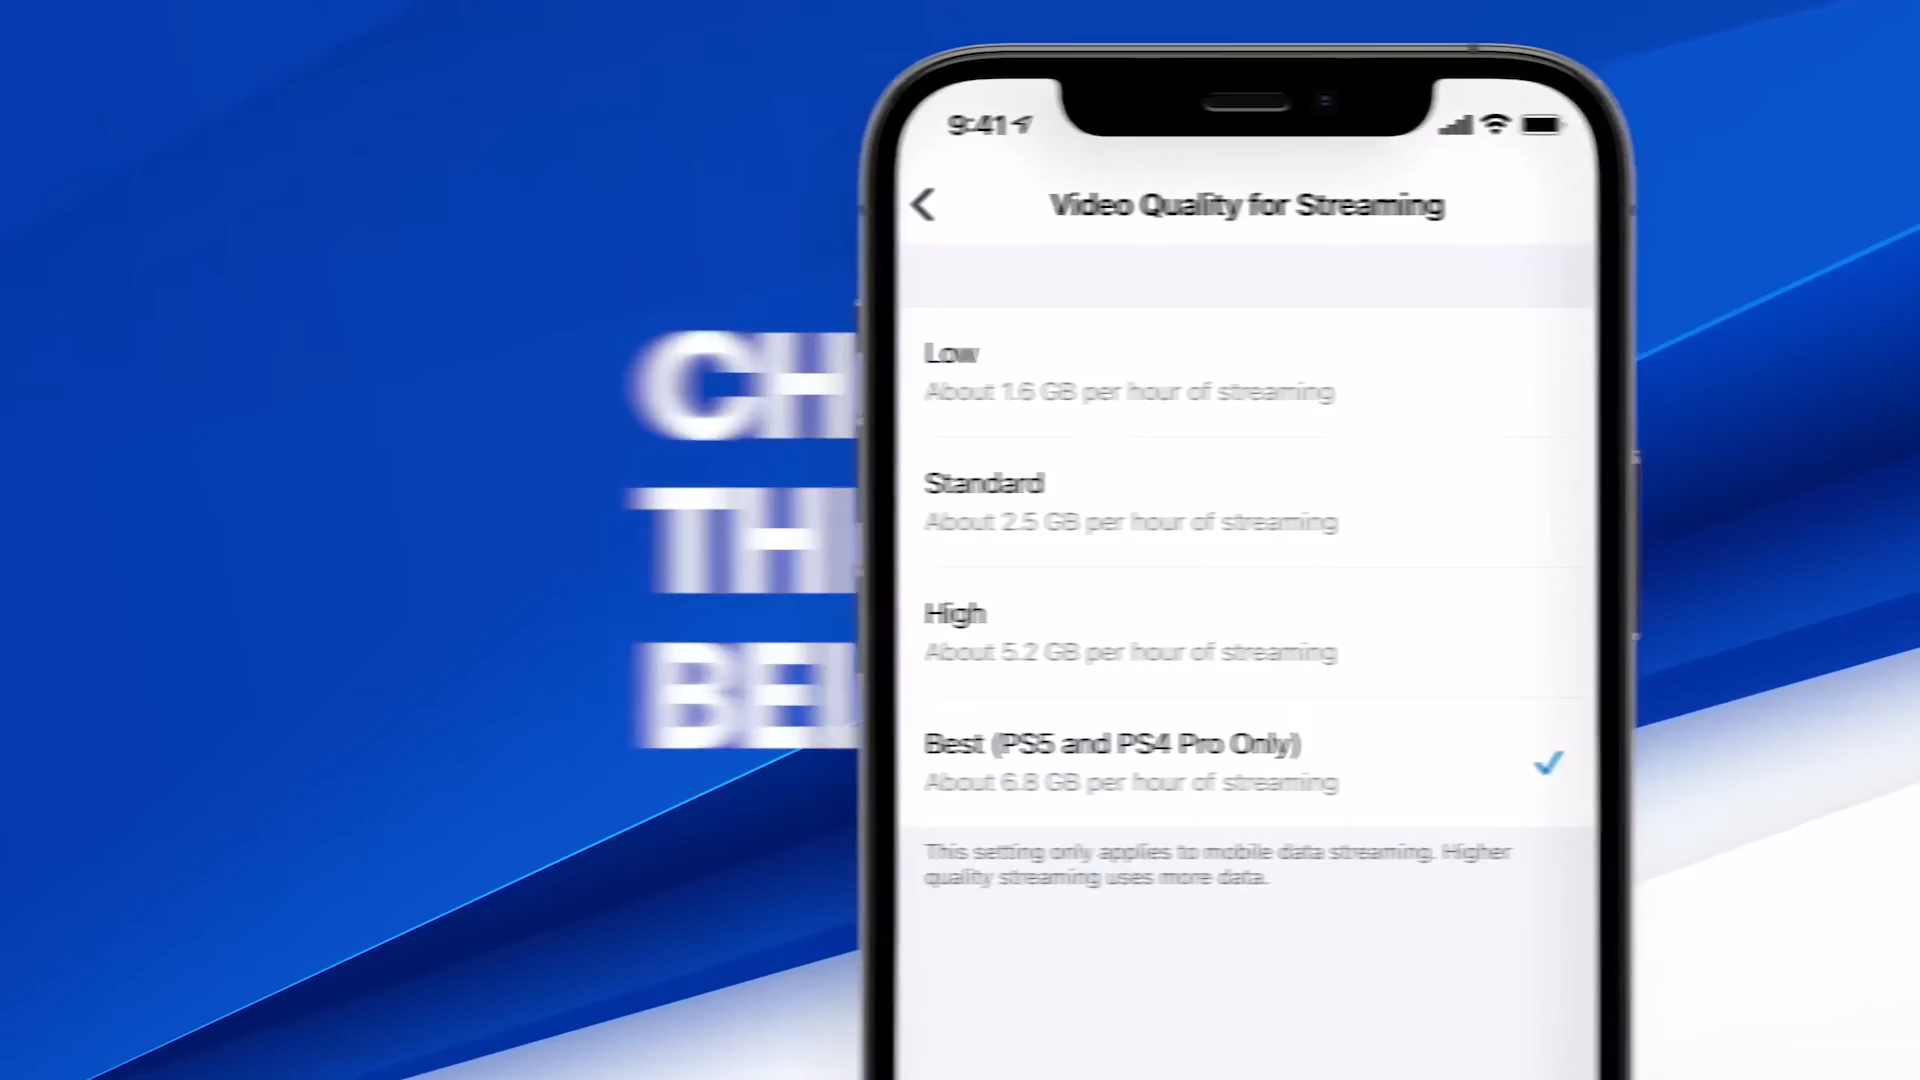 9:41
Video Quality for Streaming
Low
About 1.6 GB per hour of streaming
Standard
About 2.5 GB per hour of streaming
High
About 5.2 GB per hour of streaming
Best (PS5 and PS4 Pro Only)
About 6.8 GB per hour of streaming
This setting only applies to mobile data streaming. Higher
quality streaming uses more data.